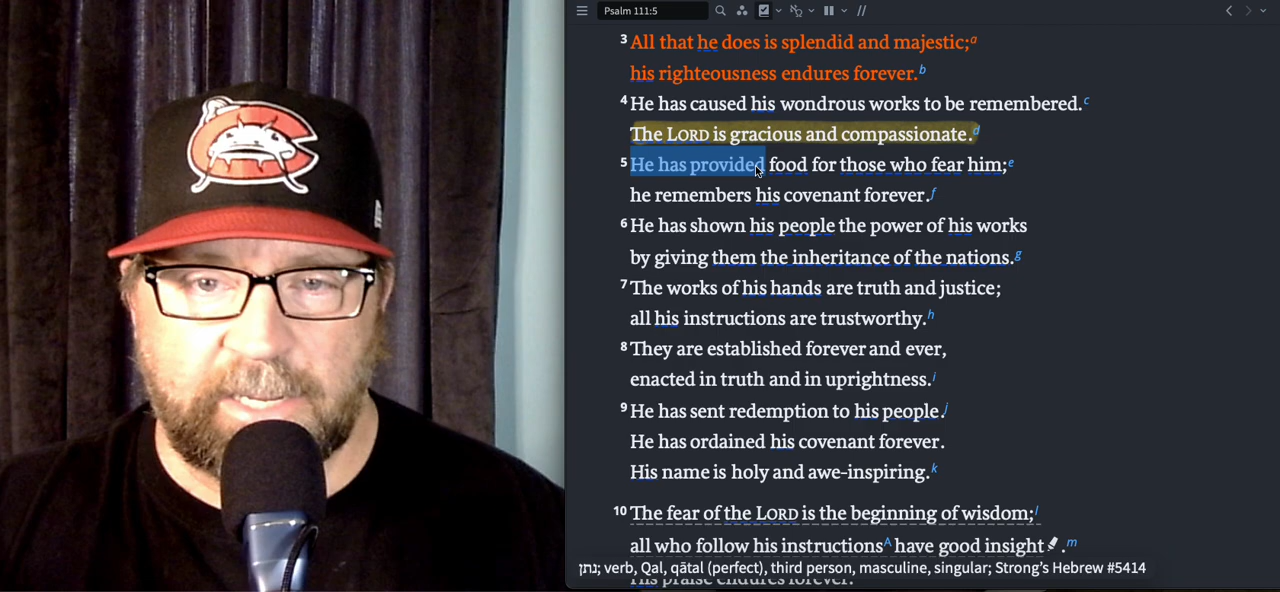 Psalm 111:5
//
3 All that he does is splendid and majestic;a
his righteousness endures forever.b
4 He has caused his wondrous works to be remembered.c
The LORD is gracious and compassionate.d
5 He has provided food for those who fear him;e
he remembers his covenant forever.f
6 He has shown his people the power of his works
by giving them the inheritance of the nations.g
7 The works of his hands are truth and justice;
all his instructions are trustworthy.h
8 They are established forever and ever,
enacted in truth and in uprightness.i
9 He has sent redemption to his people.j
He has ordained his covenant forever.
His name is holy and awe-inspiring.k
10 The fear of the LORD is the beginning of wisdom;l
all who follow his instructionsA have good insight.m
His praise endures forever.
נתן; verb, Qal, qātal (perfect), third person, masculine, singular; Strong's Hebrew #5414